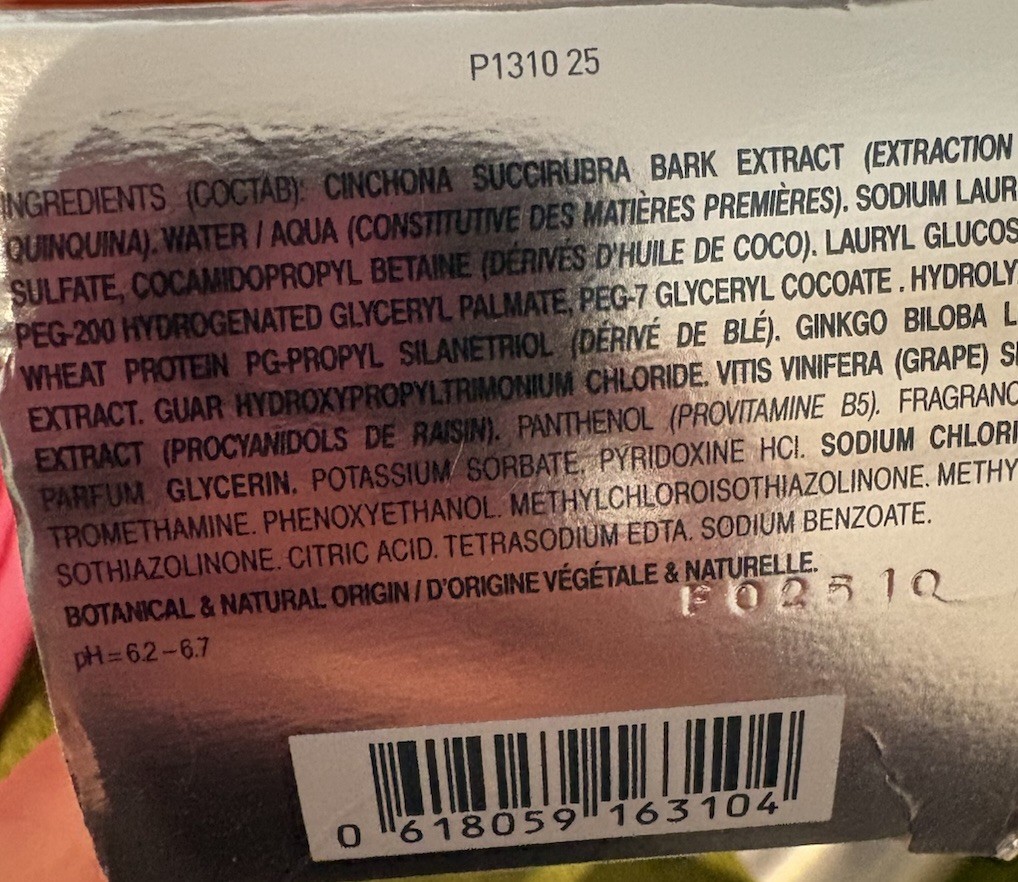 P1310 25
INGREDIENTS (COCTAB): CINCHONA SUCCIRUBRA BARK EXTRACT (EXTRACTION
QUINQUINA). WATER / AQUA (CONSTITUTIVE DES MATIÈRES PREMIÈRES). SODIUM LAUR
SULFATE, COCAMIDOPROPYL BETAINE (DÉRIVÉS D'HUILE DE COCO). LAURYL GLUCOS
PEG-200 HYDROGENATED GLYCERYL PALMATE, PEG-7 GLYCERYL COCOATE . HYDROLY
WHEAT PROTEIN PG-PROPYL SILANETRIOL (DÉRIVÉ DE BLÉ). GINKGO BILOBA L
EXTRACT. GUAR HYDROXYPROPYLTRIMONIUM CHLORIDE. VITIS VINIFERA (GRAPE) S
EXTRACT (PROCYANIDOLS DE RAISIN). PANTHENOL (PROVITAMINE B5). FRAGRANC
PARFUM. GLYCERIN. POTASSIUM SORBATE. PYRIDOXINE HCl. SODIUM CHLORI
TROMETHAMINE. PHENOXYETHANOL. METHYLCHLOROISOTHIAZOLINONE. METHY
SOTHIAZOLINONE. CITRIC ACID. TETRASODIUM EDTA. SODIUM BENZOATE.
BOTANICAL & NATURAL ORIGIN / D'ORIGINE VÉGÉTALE & NATURELLE.
pH = 6.2 – 6.7
0 618059 163104